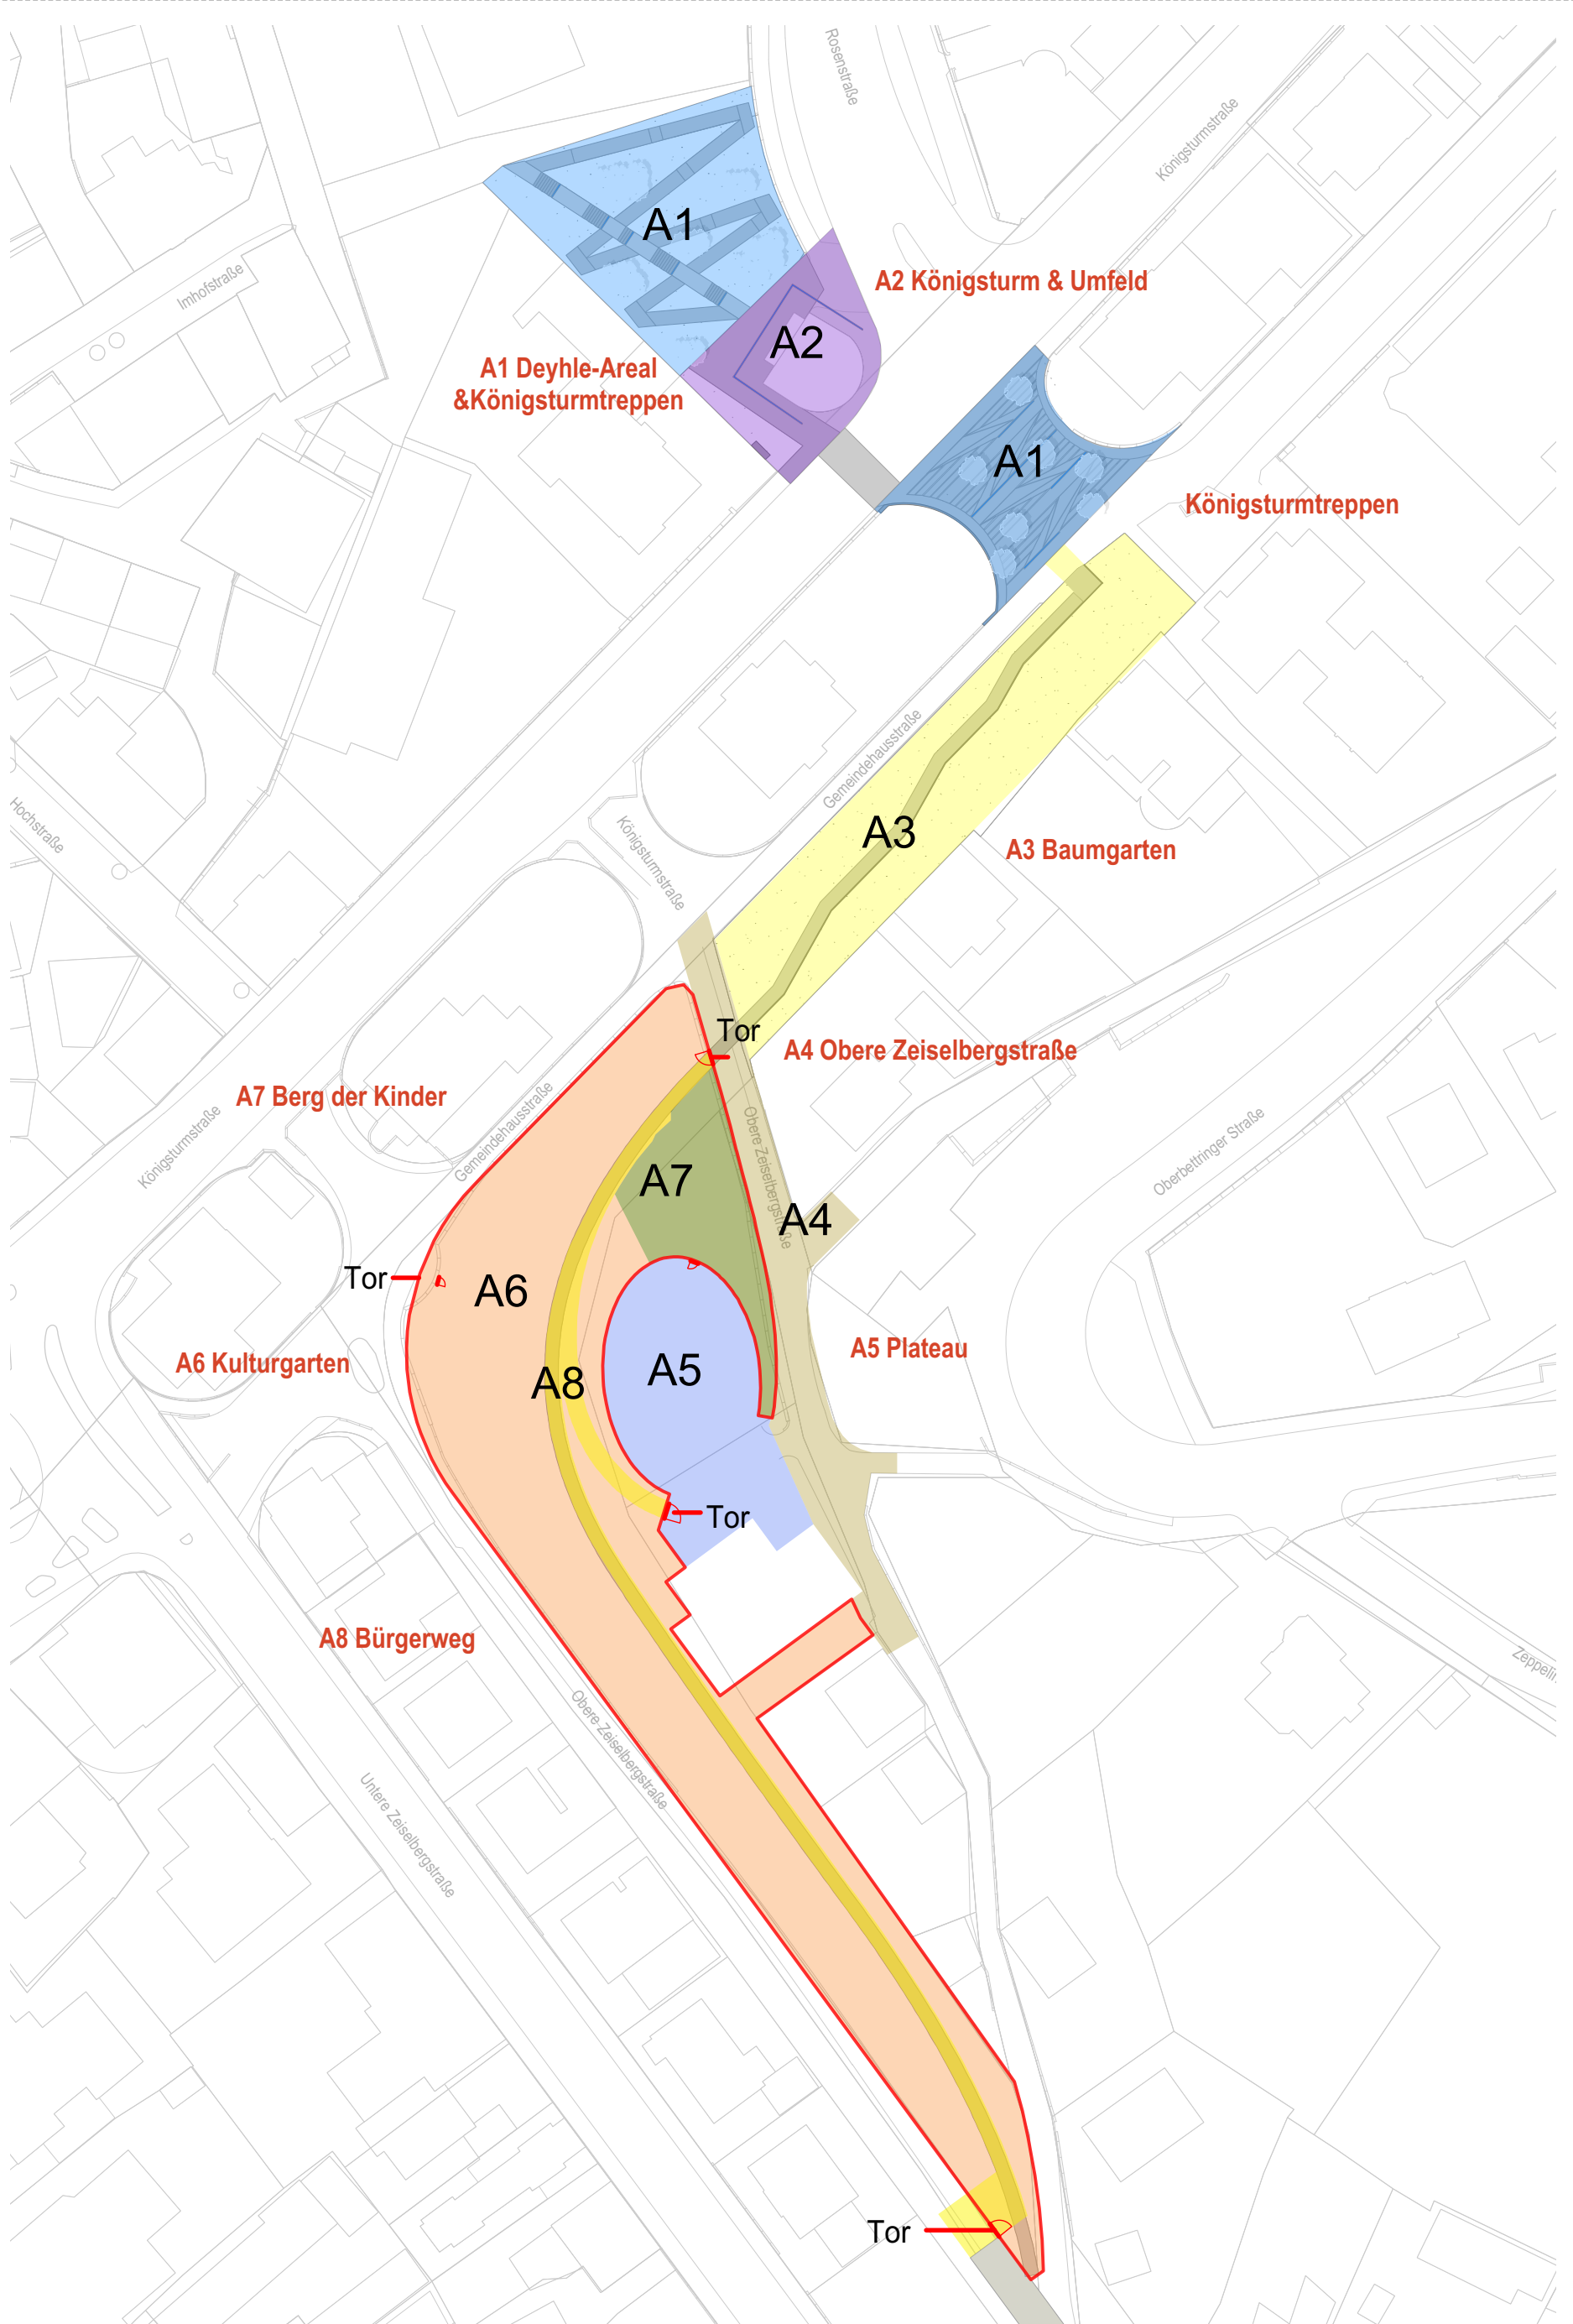 Rosenstraße
Königsturmstraße
A1
Imhofstraße
A2 Königsturm & Umfeld
A2
A1 Deyhle-Areal
&Königsturmtreppen
A1
Königsturmtreppen
Gemeindehausstraße
Hochstraße
Königsturmstraße
A3
A3 Baumgarten
Tor
A4 Obere Zeiselbergstraße
A7 Berg der Kinder
Gemeindehausstraße
Königsturmstraße
Obere Zeiselbergstraße
Oberbettringer Straße
A7
A4
Tor
A6
A6 Kulturgarten
A5 Plateau
A5
A8
Tor
A8 Bürgerweg
Zeppelin
Obere Zeiselbergstraße
Untere Zeiselbergstraße
Tor